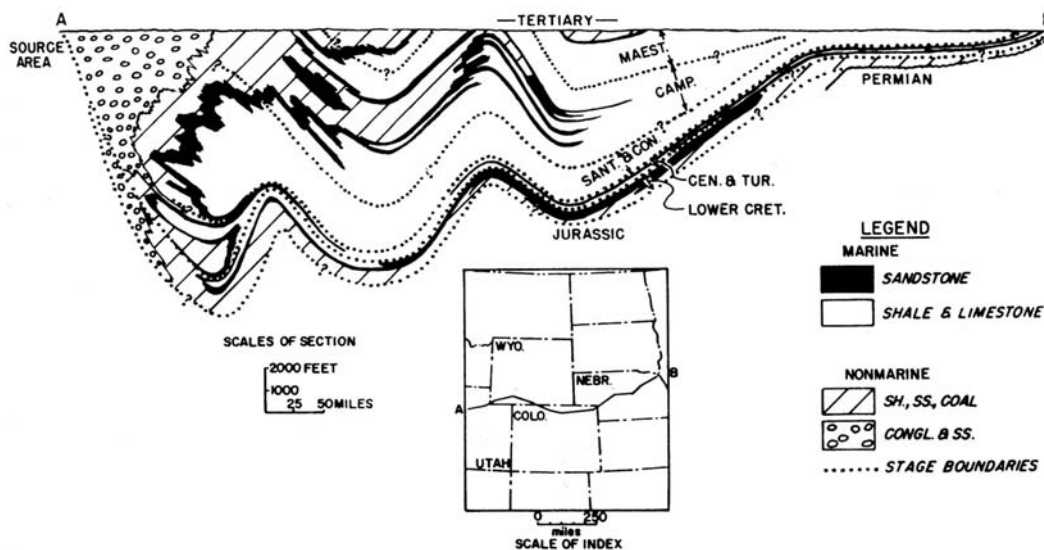 A
—TERTIARY—
B
SOURCE
AREA
?
MAEST.
?
CAMP.
?
SANT. & CON.
PERMIAN
CEN. & TUR.
LOWER CRET.
JURASSIC
SCALES OF SECTION
2000 FEET
1000
25 50 MILES
WYO.
NEBR.
B
A
COLO.
UTAH
0 250
miles
SCALE OF INDEX
LEGEND
MARINE
SANDSTONE
SHALE & LIMESTONE
NONMARINE
SH., SS., COAL
CONGL. & SS.
STAGE BOUNDARIES